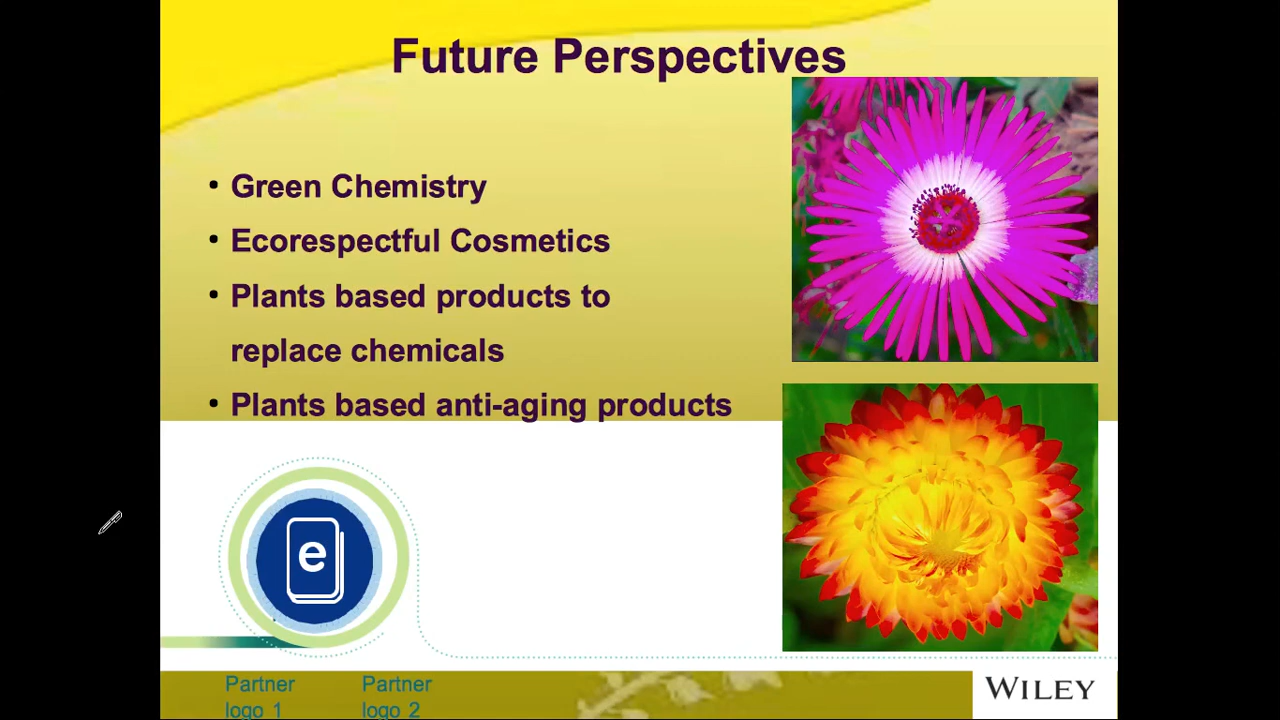 Future Perspectives
• Green Chemistry
• Ecorespectful Cosmetics
• Plants based products to
replace chemicals
• Plants based anti-aging products
e
Partner
logo 1
Partner
logo 2
WILEY